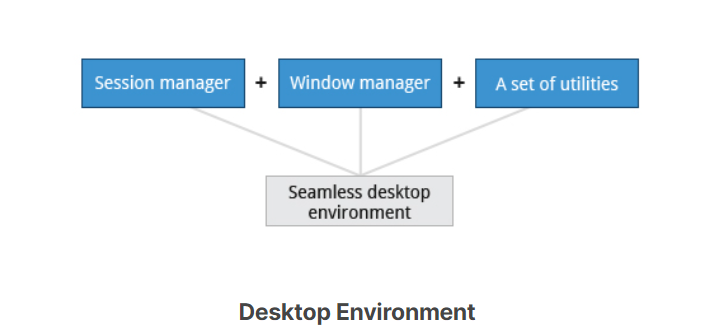 Session manager + Window manager + A set of utilities
Seamless desktop
environment
Desktop Environment